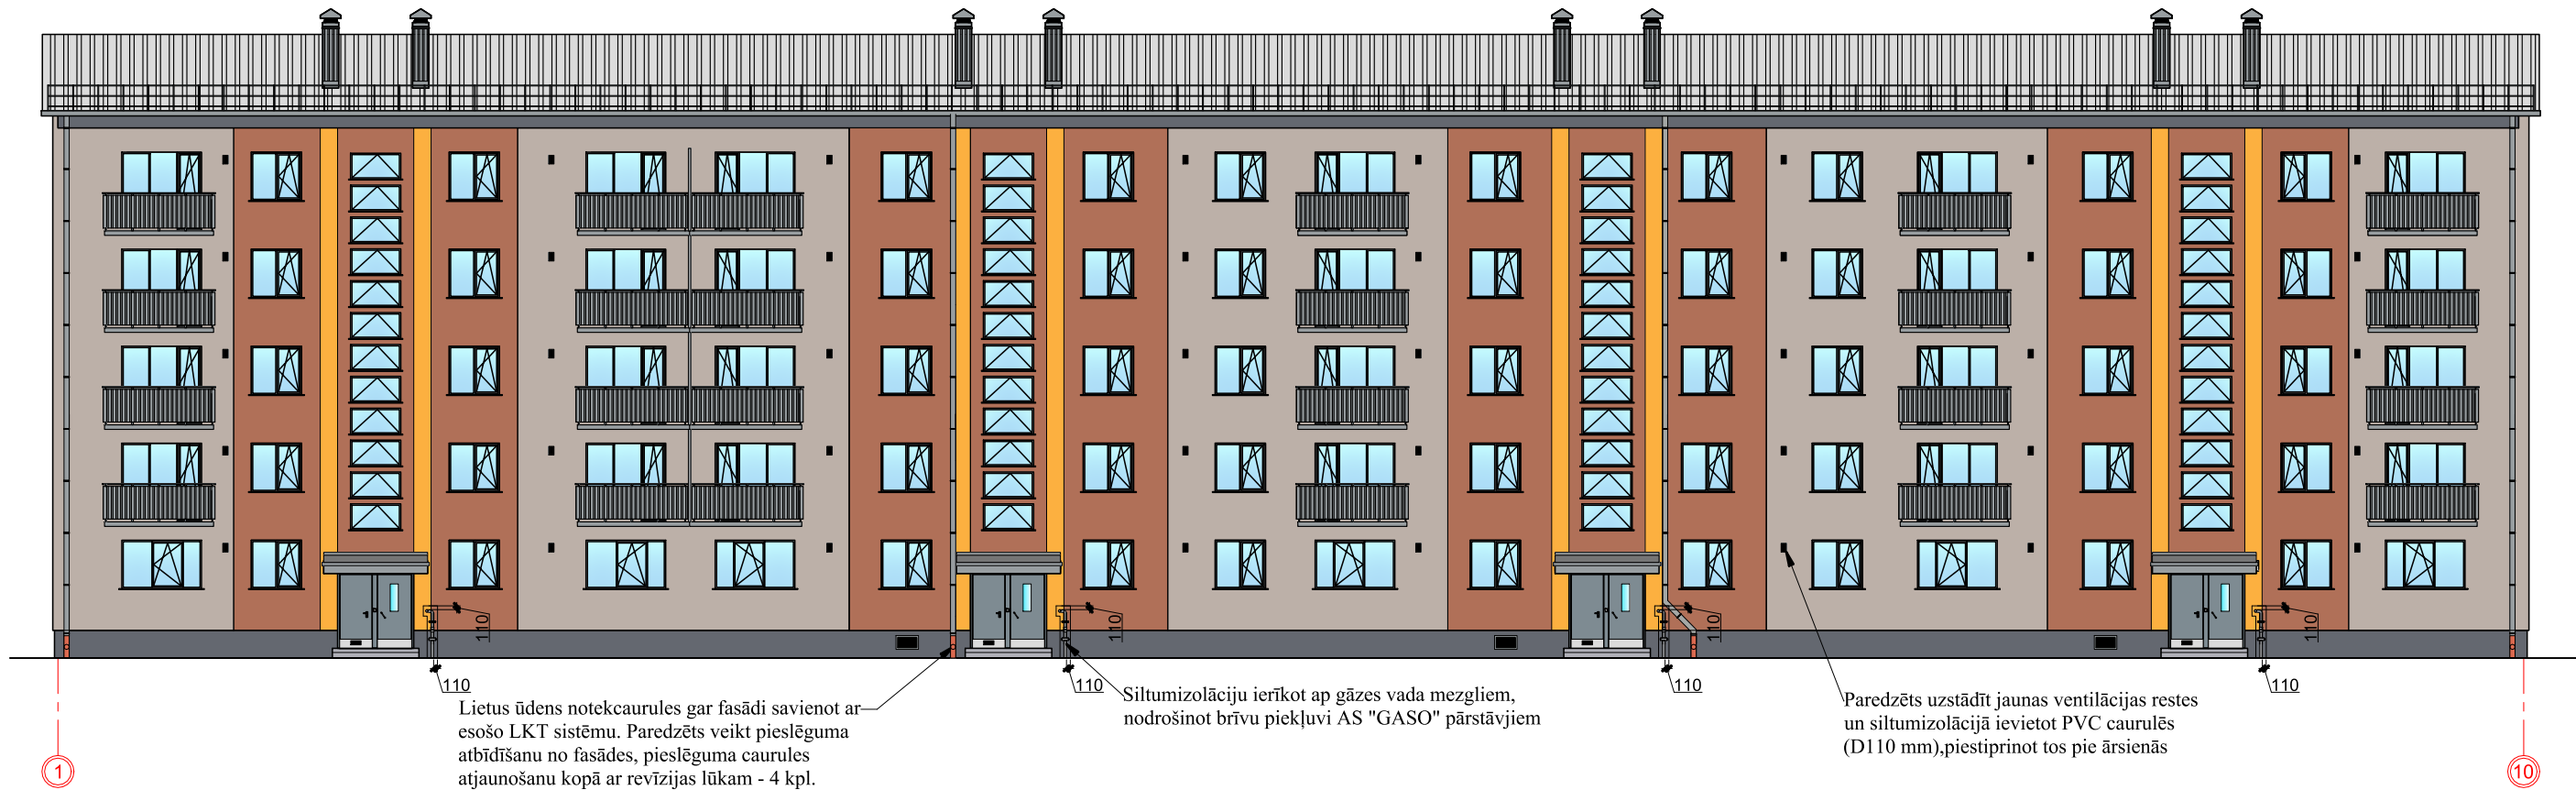 110
110
110
110
110
110
110
110
Lietus ūdens notekcaurules gar fasādi savienot ar
esošo LKT sistēmu. Paredzēts veikt pieslēguma
atbīdīšanu no fasādes, pieslēguma caurules
atjaunošanu kopā ar revīzijas lūkam - 4 kpl.
Siltumizolāciju ierīkot ap gāzes vada mezgliem,
nodrošinot brīvu piekļuvi AS "GASO" pārstāvjiem
Paredzēts uzstādīt jaunas ventilācijas restes
un siltumizolācijā ievietot PVC caurulēs
(D110 mm),piestiprinot tos pie ārsienās
1
10